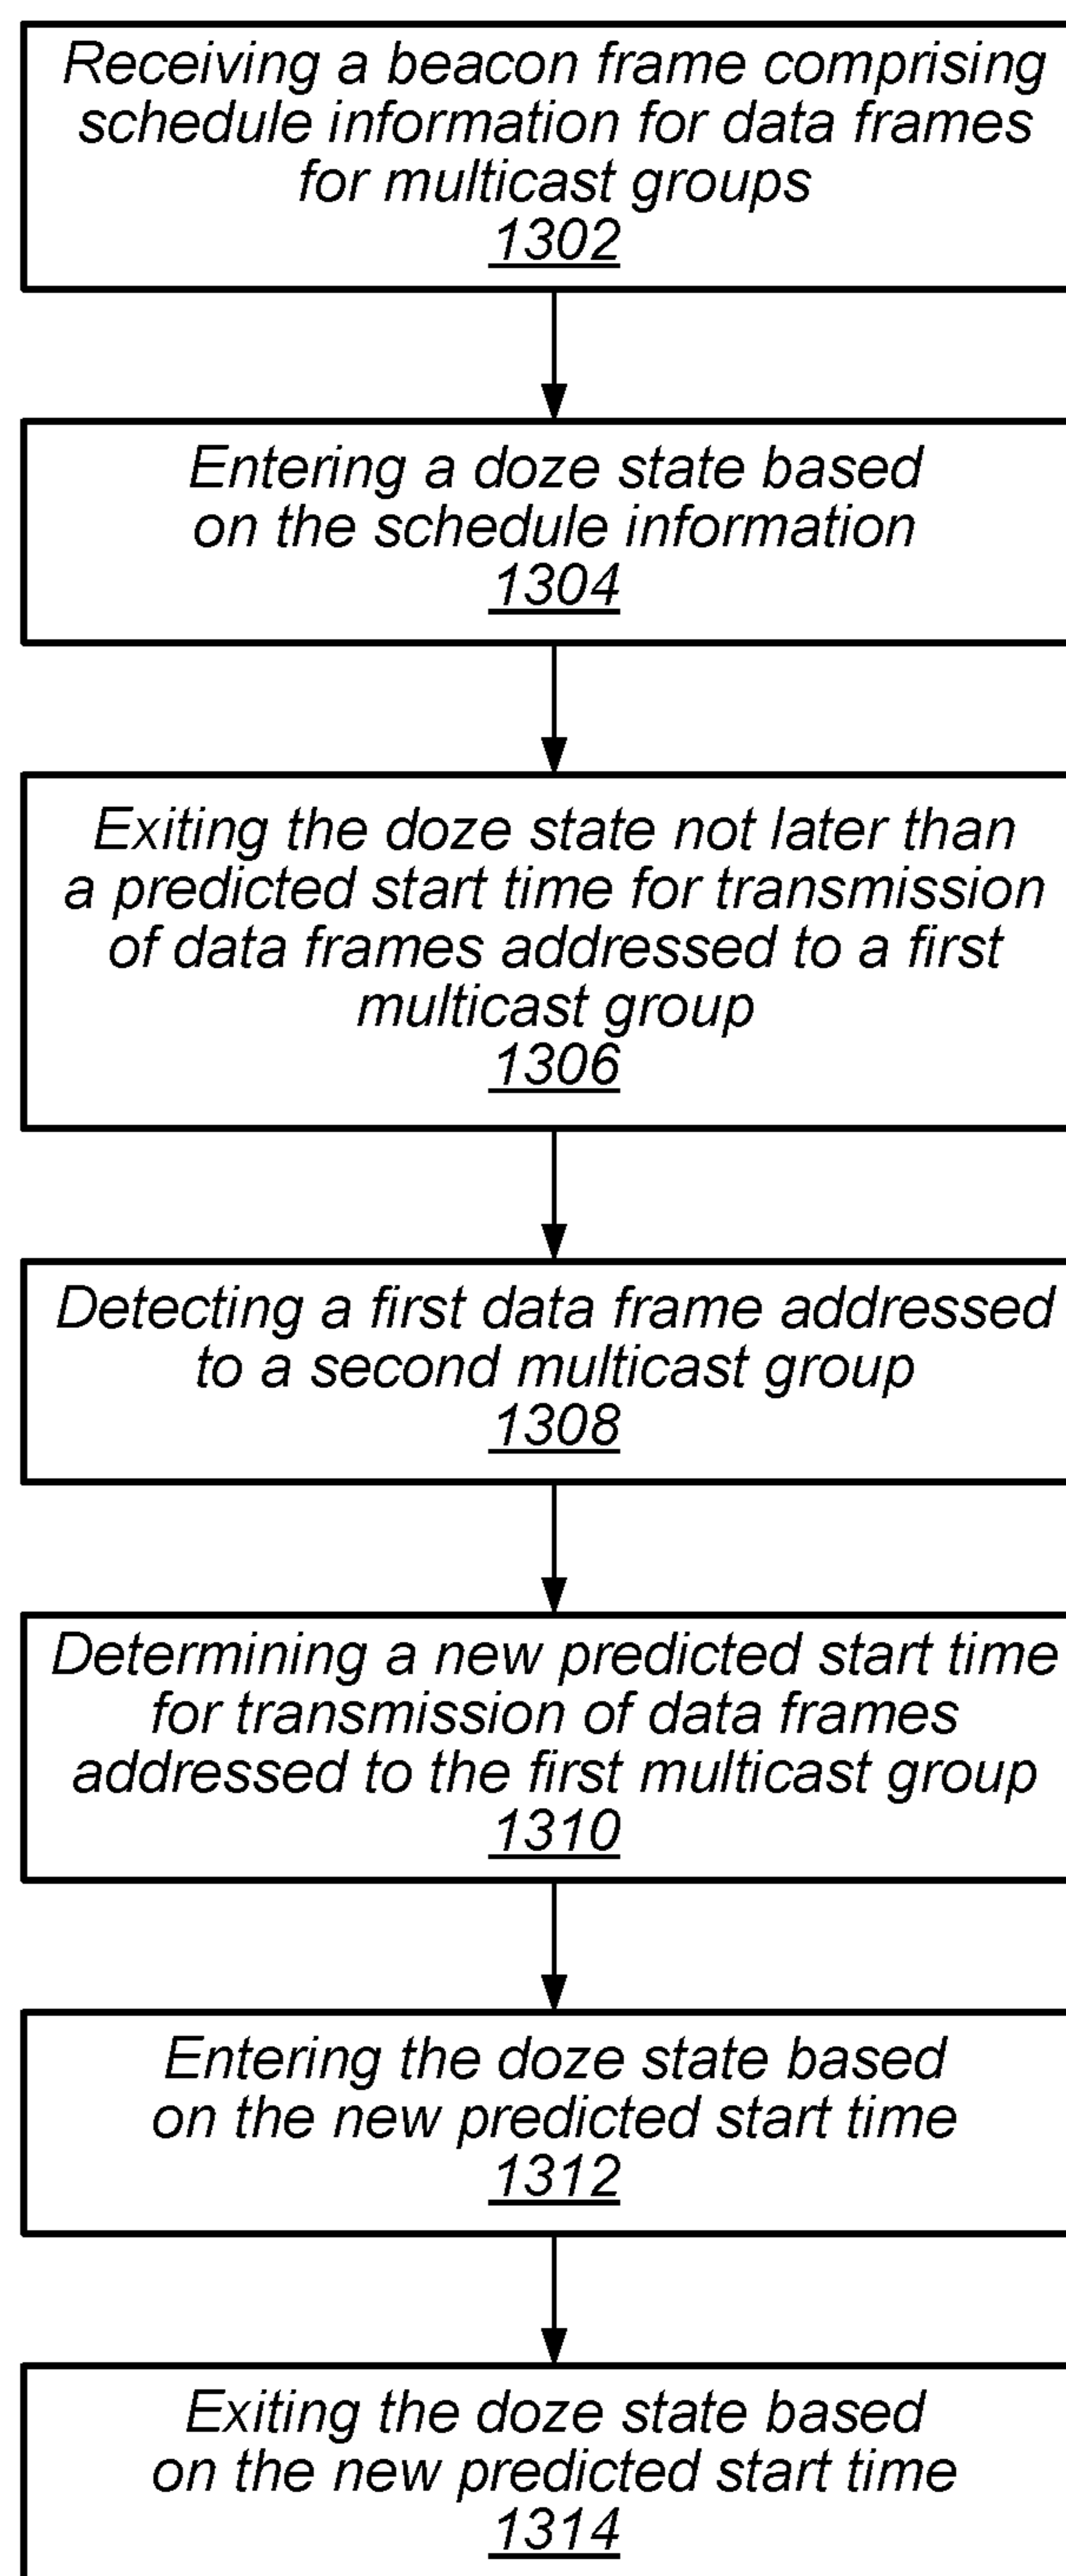 Receiving a beacon frame comprising
schedule information for data frames
for multicast groups
1302
Entering a doze state based
on the schedule information
1304
Exiting the doze state not later than
a predicted start time for transmission
of data frames addressed to a first
multicast group
1306
Detecting a first data frame addressed
to a second multicast group
1308
Determining a new predicted start time
for transmission of data frames
addressed to the first multicast group
1310
Entering the doze state based
on the new predicted start time
1312
Exiting the doze state based
on the new predicted start time
1314